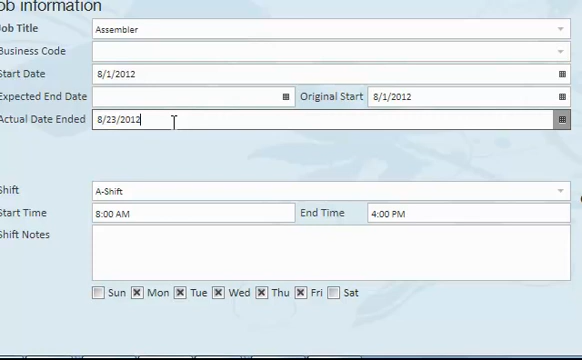 ob information
Job Title Assembler
Business Code
Start Date 8/1/2012
Expected End Date Original Start 8/1/2012
Actual Date Ended 8/23/2012
Shift A-Shift
Start Time 8:00 AM End Time 4:00 PM
Shift Notes
Sun Mon Tue Wed Thu Fri Sat